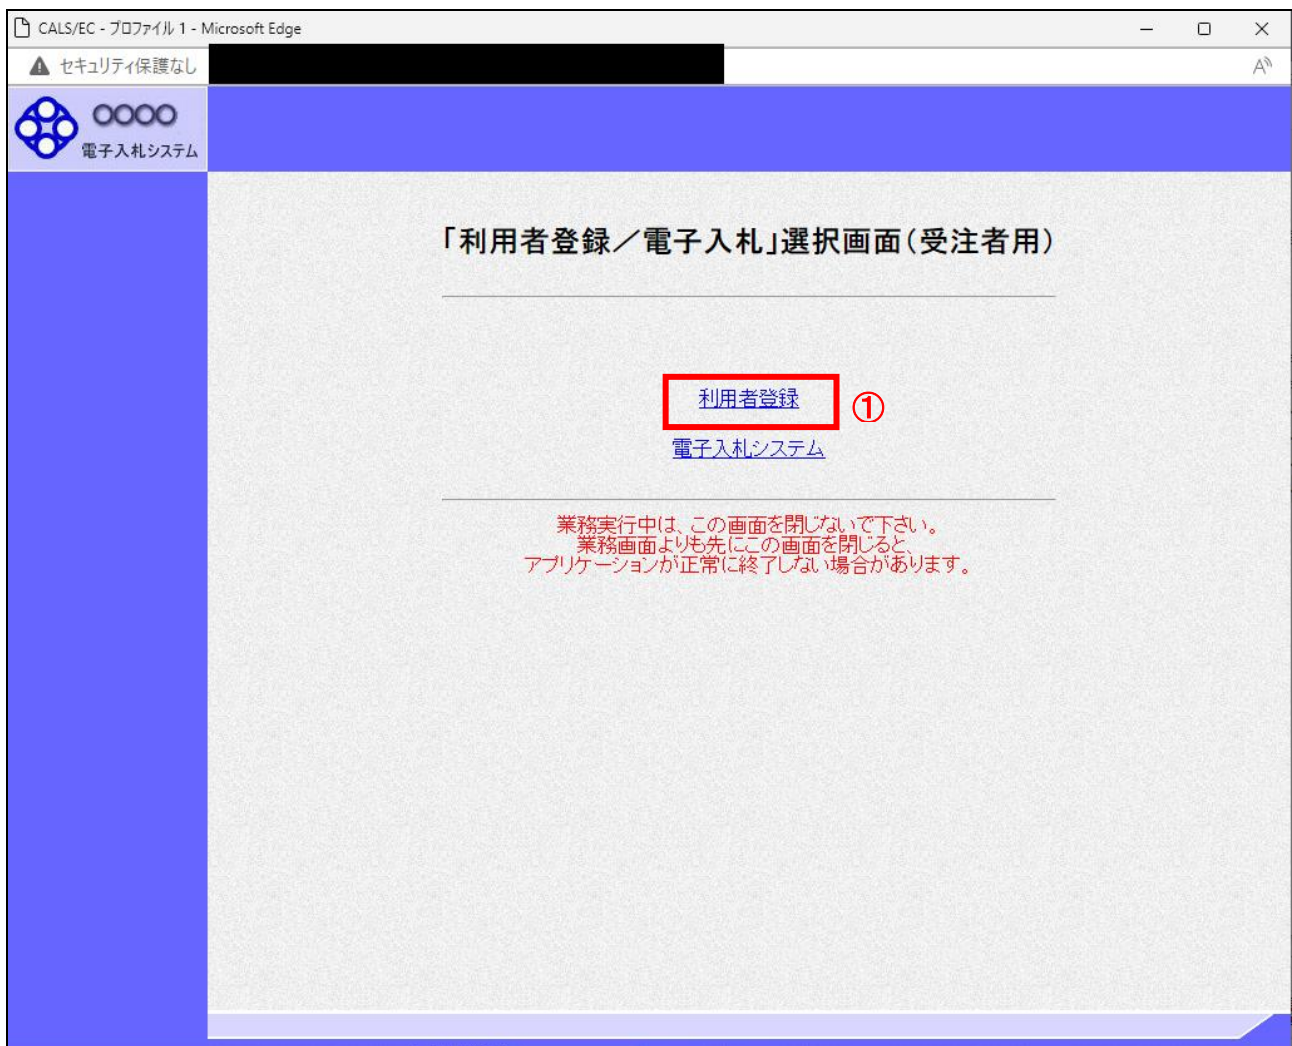 CALS/EC - プロファイル 1 - Microsoft Edge
セキュリティ保護なし
A
〇〇〇〇
電子入札システム
「利用者登録／電子入札」選択画面(受注者用)
利用者登録
①
電子入札システム
業務実行中は、この画面を閉じないで下さい。
業務画面よりも先にこの画面を閉じると、
アプリケーションが正常に終了しない場合があります。